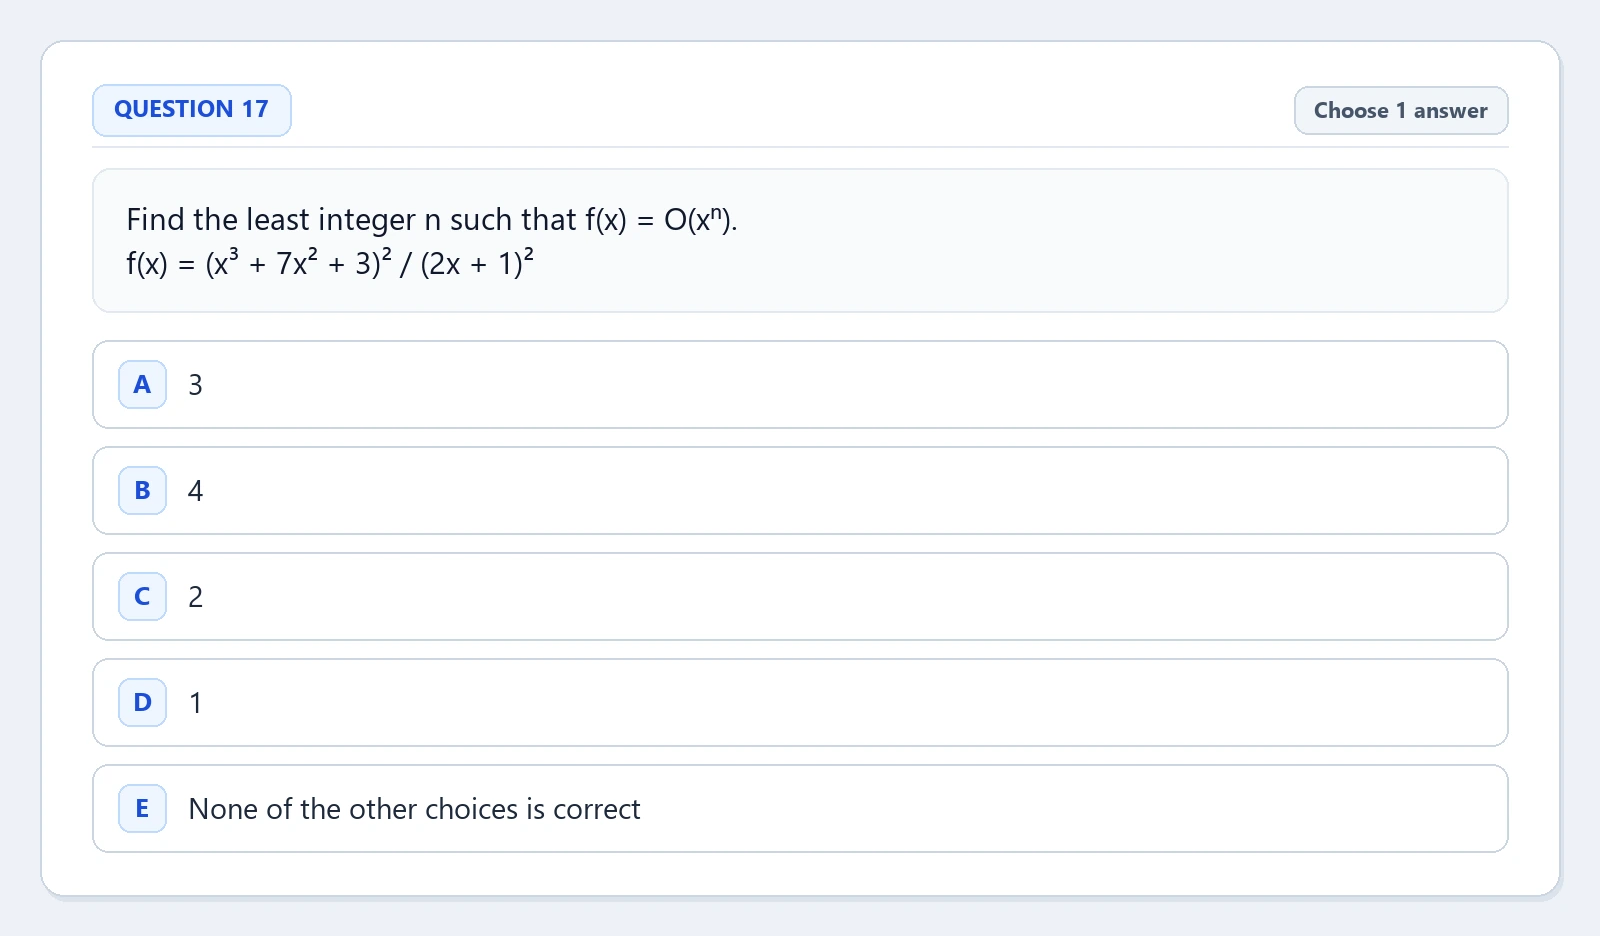 QUESTION 17
Choose 1 answer
Find the least integer n such that f(x) = O(xⁿ).
f(x) = (x³ + 7x² + 3)² / (2x + 1)²
A 3
B 4
C 2
D 1
E None of the other choices is correct